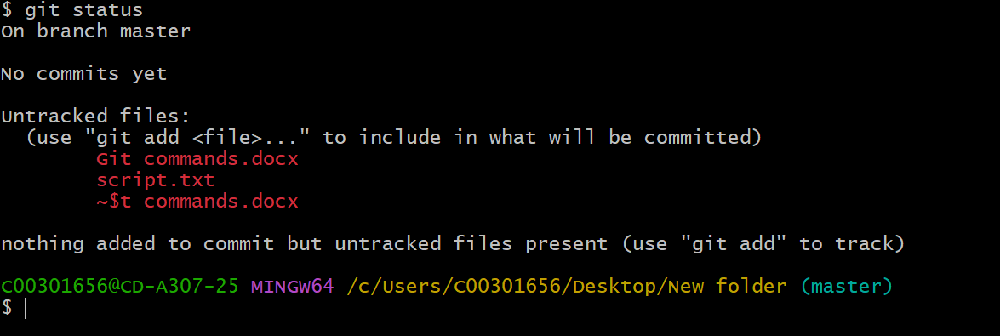 $ git status
On branch master
No commits yet
Untracked files:
  (use "git add <file>..." to include in what will be committed)
        Git commands.docx
        script.txt
        ~$t commands.docx
nothing added to commit but untracked files present (use "git add" to track)
C00301656@CD-A307-25 MINGW64 /c/Users/C00301656/Desktop/New folder (master)
$